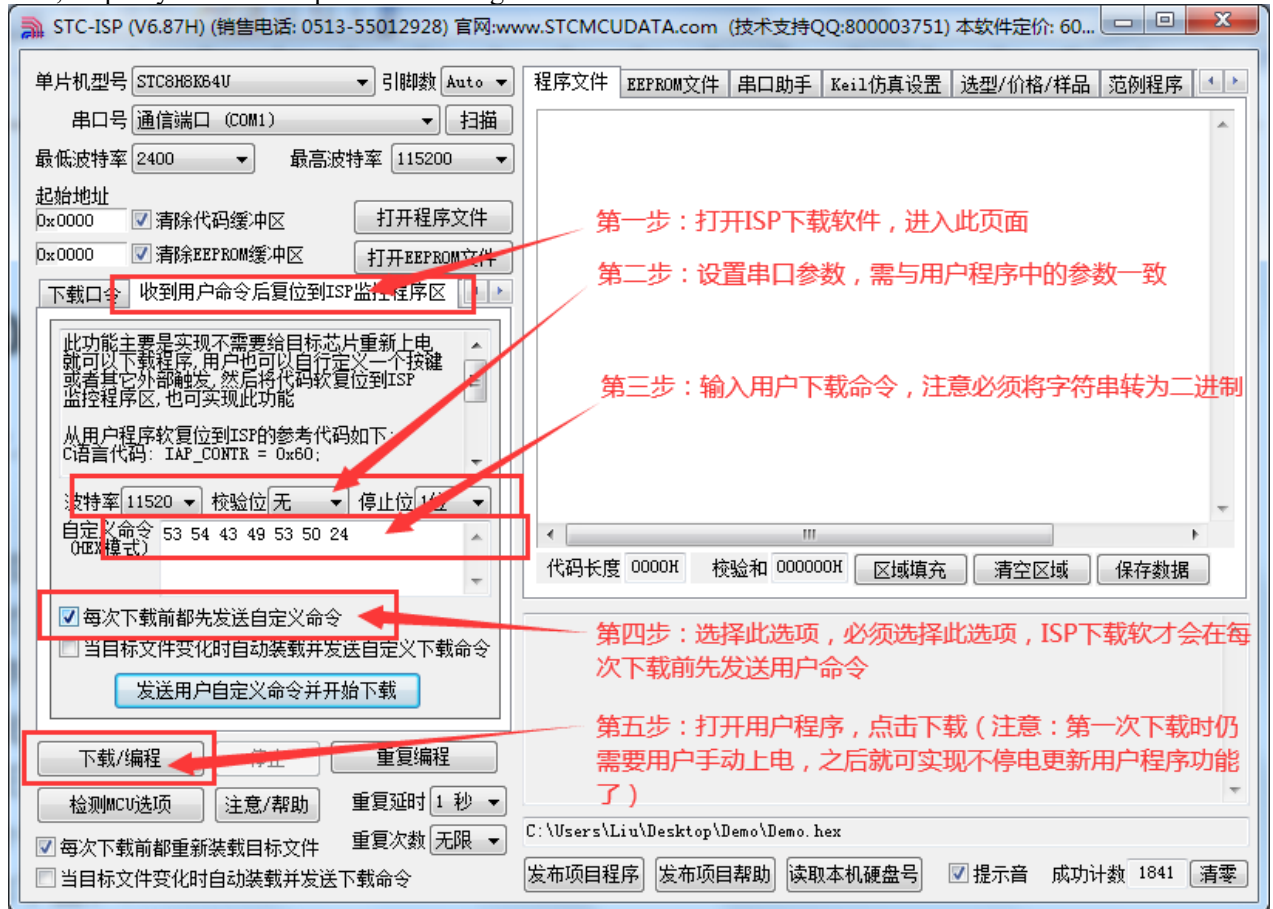 STC-ISP (V6.87H) (销售电话: 0513-55012928) 官网:www.STCMCUDATA.com (技术支持QQ:800003751) 本软件定价: 60...
单片机型号 STC8H8K64U 引脚数 Auto
串口号 通信端口 (COM1) 扫描
最低波特率 2400 最高波特率 115200
起始地址
0x0000 清除代码缓冲区 打开程序文件
0x0000 清除EEPROM缓冲区 打开EEPROM文件
下载口令 收到用户命令后复位到ISP监控程序区
此功能主要是实现不需要给目标芯片重新上电
就可以下载程序,用户也可以自行定义一个按键
或者其它外部触发,然后将代码软复位到ISP
监控程序区,也可实现此功能
从用户程序软复位到ISP的参考代码如下:
C语言代码: IAP_CONTR = 0x60;
波特率 11520 校验位 无 停止位 1位
自定义命令 53 54 43 49 53 50 24
(HEX模式)
每次下载前都先发送自定义命令
当目标文件变化时自动装载并发送自定义下载命令
发送用户自定义命令并开始下载
下载/编程 停止 重复编程
检测MCU选项 注意/帮助 重复延时 1 秒
每次下载前都重新装载目标文件 重复次数 无限
当目标文件变化时自动装载并发送下载命令
程序文件 EEPROM文件 串口助手 Keil仿真设置 选型/价格/样品 范例程序
第一步：打开ISP下载软件，进入此页面
第二步：设置串口参数，需与用户程序中的参数一致
第三步：输入用户下载命令，注意必须将字符串转为二进制
代码长度 0000H 校验和 000000H 区域填充 清空区域 保存数据
第四步：选择此选项，必须选择此选项，ISP下载软才会在每
次下载前先发送用户命令
第五步：打开用户程序，点击下载（注意：第一次下载时仍
需要用户手动上电，之后就可实现不停电更新用户程序功能
了）
C:\Users\Liu\Desktop\Demo\Demo.hex
发布项目程序 发布项目帮助 读取本机硬盘号 提示音 成功计数 1841 清零